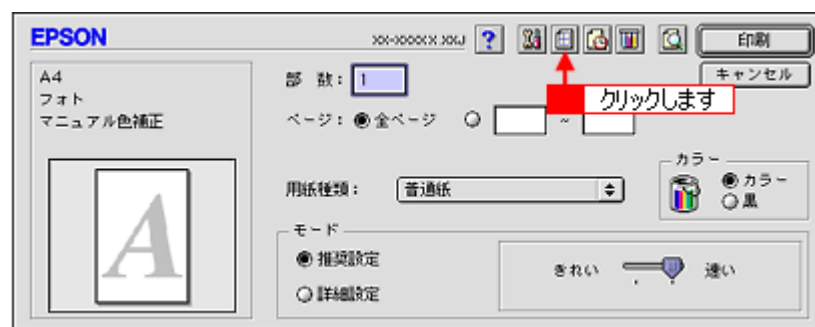 EPSON
XX-XXXX(X.XX)J
?
印刷
A4
フォト
マニュアル色補正
部 数: 1
キャンセル
クリックします
ページ: 全ページ
~
カラー
用紙種類: 普通紙
カラー
黒
モード
推奨設定
きれい
速い
詳細設定
A